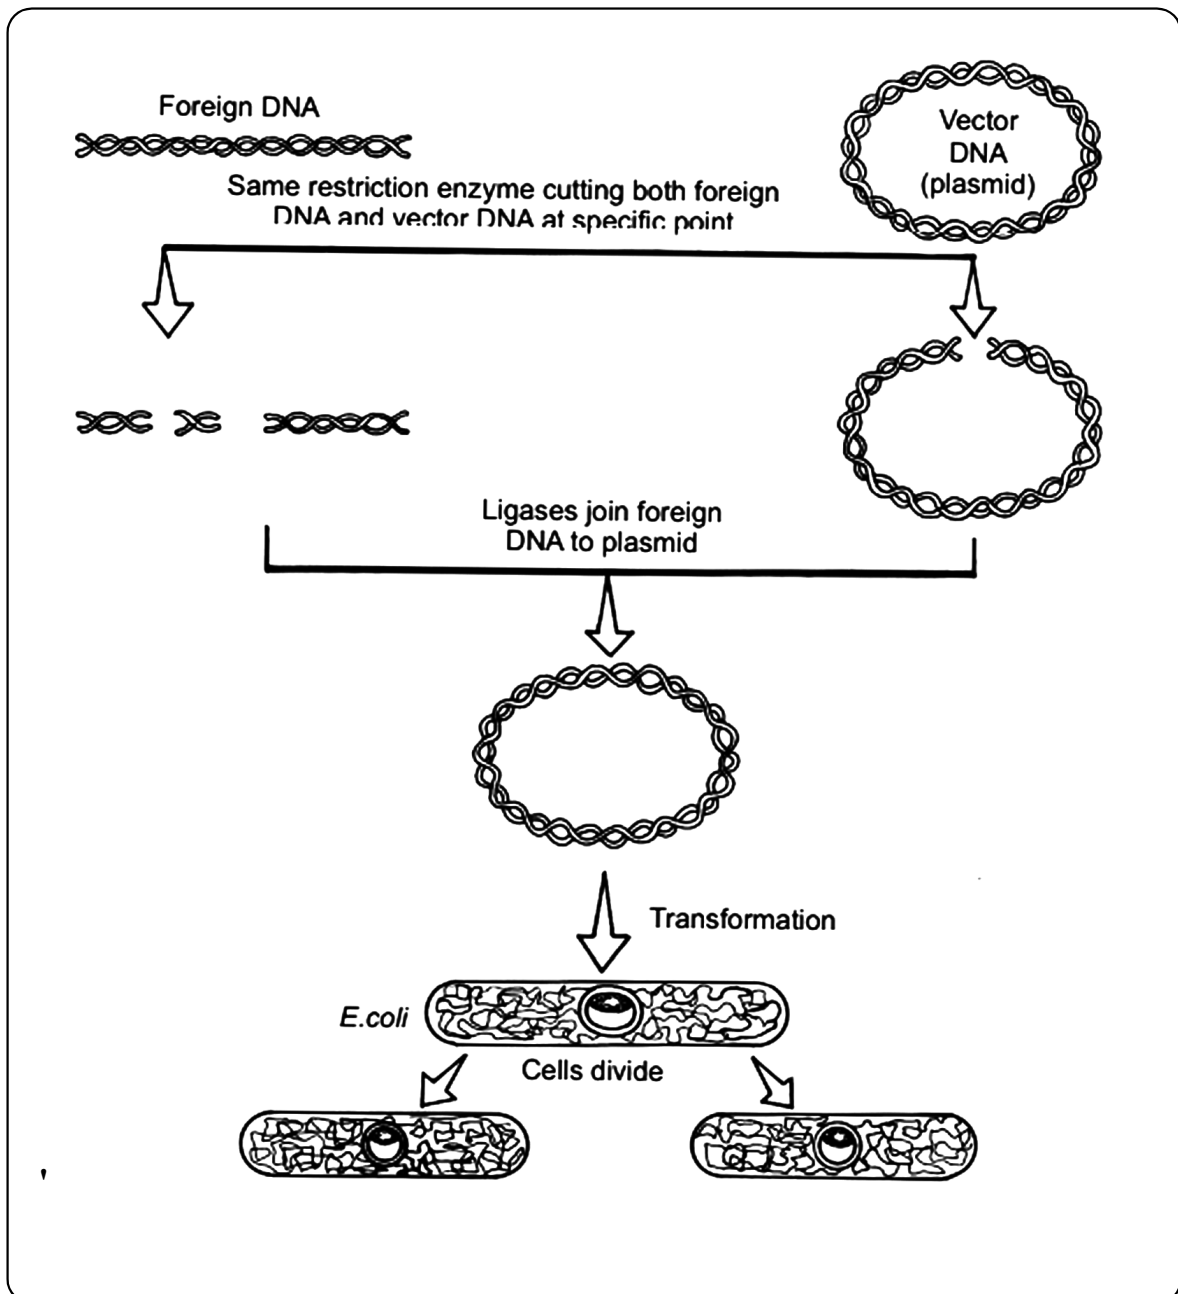 Foreign DNA
Vector
DNA
(plasmid)
Same restriction enzyme cutting both foreign
DNA and vector DNA at specific point
Ligases join foreign
DNA to plasmid
Transformation
E.coli
Cells divide